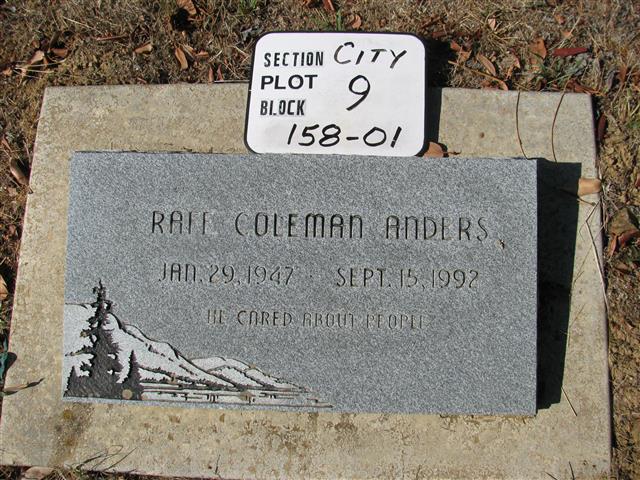 SECTION CITY
PLOT 9
BLOCK
158-01
RAFE COLEMAN ANDERS
JAN. 29, 1947 · SEPT. 15, 1992
HE CARED ABOUT PEOPLE